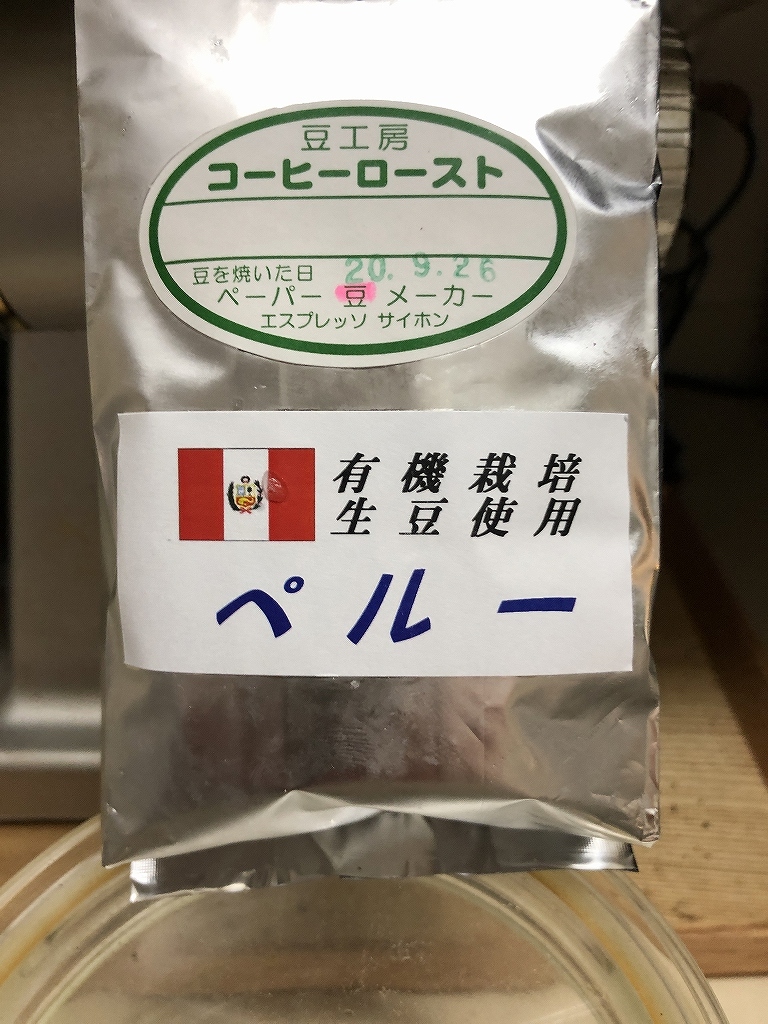 豆工房
コーヒーロースト
豆を焼いた日 20.9.26
ペーパー 豆 メーカー
エスプレッソ サイホン
有機栽培
生豆使用
ペルー